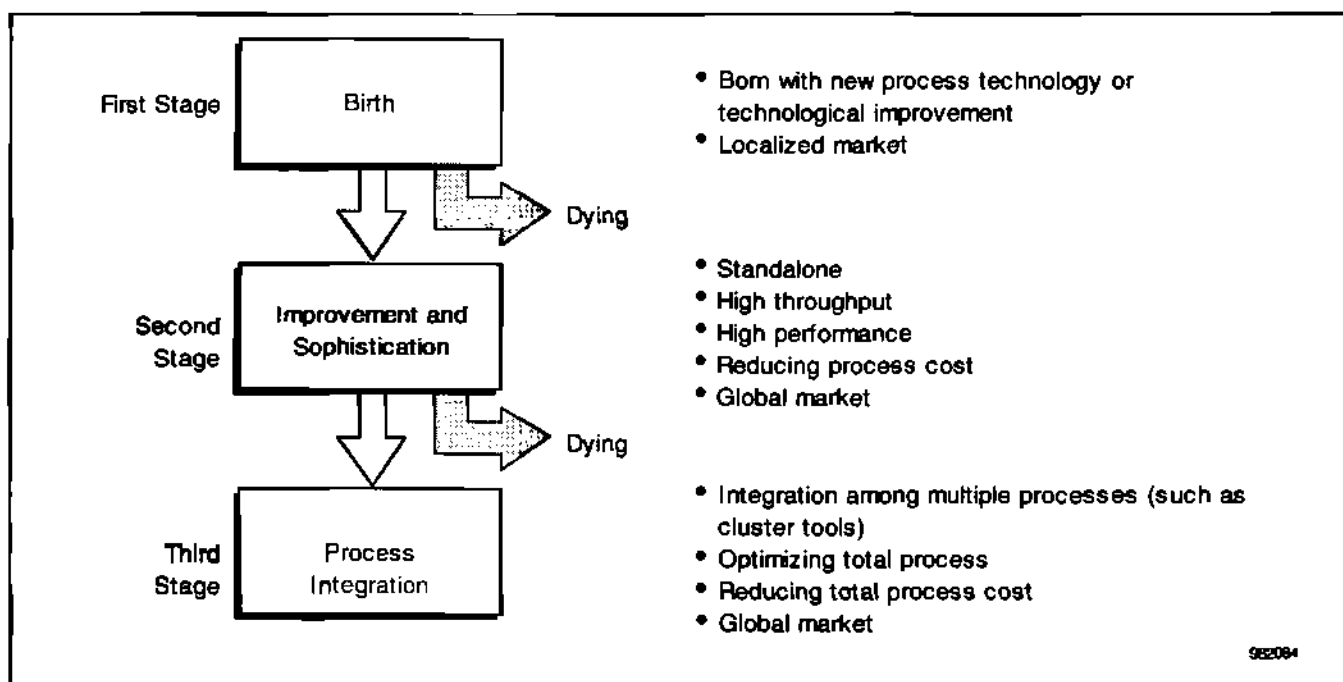 First Stage
Birth
• Born with new process technology or
technological improvement
• Localized market
Dying
Second
Stage
Improvement and
Sophistication
• Standalone
• High throughput
• High performance
• Reducing process cost
• Global market
Dying
Third
Stage
Process
Integration
• Integration among multiple processes (such as
cluster tools)
• Optimizing total process
• Reducing total process cost
• Global market